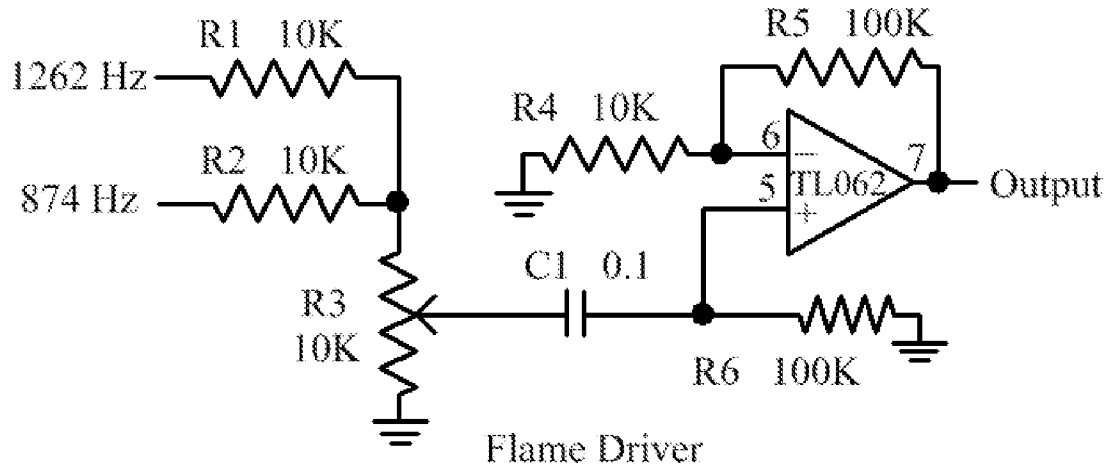 R1 10K
1262 Hz
R2 10K
874 Hz
R3
10K
C1 0.1
R4 10K
R5 100K
6
5
7
−
+
TL062
Output
R6 100K
Flame Driver